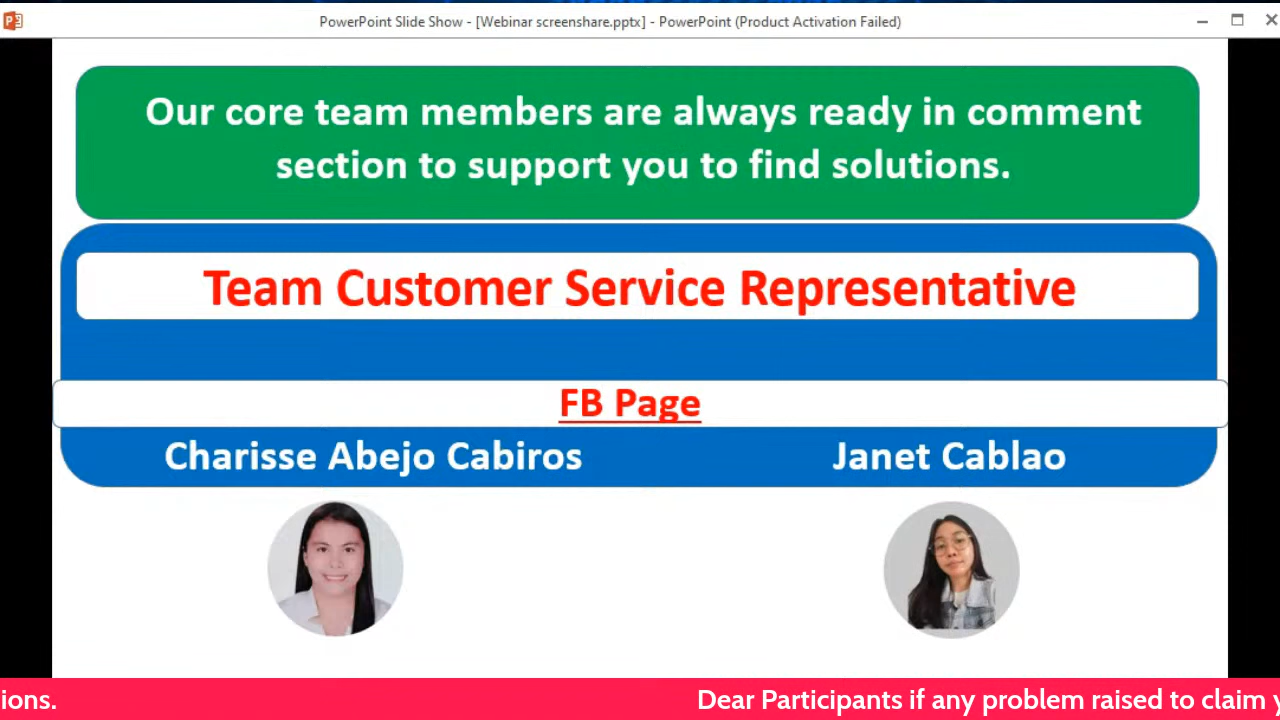 PowerPoint Slide Show - [Webinar screenshare.pptx] - PowerPoint (Product Activation Failed)
Our core team members are always ready in comment
section to support you to find solutions.
Team Customer Service Representative
FB Page
Charisse Abejo Cabiros
Janet Cablao
ions.
Dear Participants if any problem raised to claim